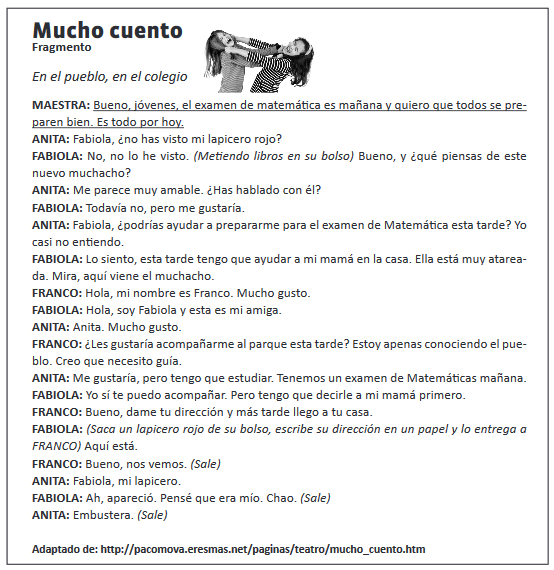 Mucho cuento
Fragmento
En el pueblo, en el colegio
MAESTRA: Bueno, jóvenes, el examen de matemática es mañana y quiero que todos se pre-
paren bien. Es todo por hoy.
ANITA: Fabiola, ¿no has visto mi lapicero rojo?
FABIOLA: No, no lo he visto. (Metiendo libros en su bolso) Bueno, y ¿qué piensas de este
nuevo muchacho?
ANITA: Me parece muy amable. ¿Has hablado con él?
FABIOLA: Todavía no, pero me gustaría.
ANITA: Fabiola, ¿podrías ayudar a prepararme para el examen de Matemática esta tarde? Yo
casi no entiendo.
FABIOLA: Lo siento, esta tarde tengo que ayudar a mi mamá en la casa. Ella está muy atarea-
da. Mira, aquí viene el muchacho.
FRANCO: Hola, mi nombre es Franco. Mucho gusto.
FABIOLA: Hola, soy Fabiola y esta es mi amiga.
ANITA: Anita. Mucho gusto.
FRANCO: ¿Les gustaría acompañarme al parque esta tarde? Estoy apenas conociendo el pue-
blo. Creo que necesito guía.
ANITA: Me gustaría, pero tengo que estudiar. Tenemos un examen de Matemáticas mañana.
FABIOLA: Yo sí te puedo acompañar. Pero tengo que decirle a mi mamá primero.
FRANCO: Bueno, dame tu dirección y más tarde llego a tu casa.
FABIOLA: (Saca un lapicero rojo de su bolso, escribe su dirección en un papel y lo entrega a
FRANCO) Aquí está.
FRANCO: Bueno, nos vemos. (Sale)
ANITA: Fabiola, mi lapicero.
FABIOLA: Ah, apareció. Pensé que era mío. Chao. (Sale)
ANITA: Embustera. (Sale)
Adaptado de: http://pacomova.eresmas.net/paginas/teatro/mucho_cuento.htm